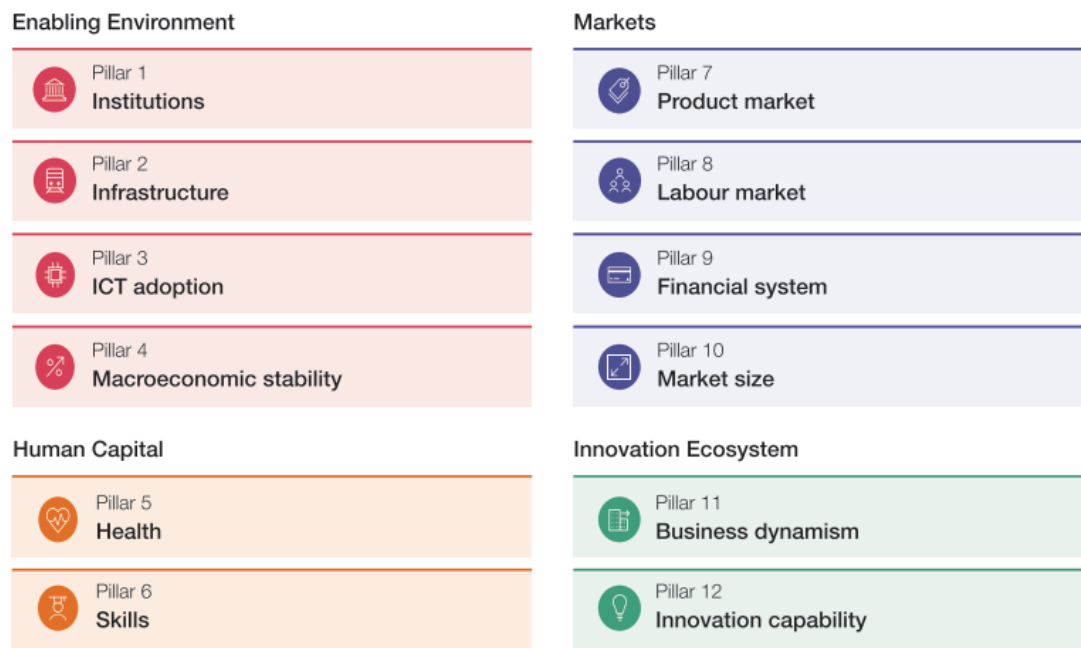 Enabling Environment
Pillar 1
Institutions
Pillar 2
Infrastructure
Pillar 3
ICT adoption
Pillar 4
Macroeconomic stability
Human Capital
Pillar 5
Health
Pillar 6
Skills
Markets
Pillar 7
Product market
Pillar 8
Labour market
Pillar 9
Financial system
Pillar 10
Market size
Innovation Ecosystem
Pillar 11
Business dynamism
Pillar 12
Innovation capability